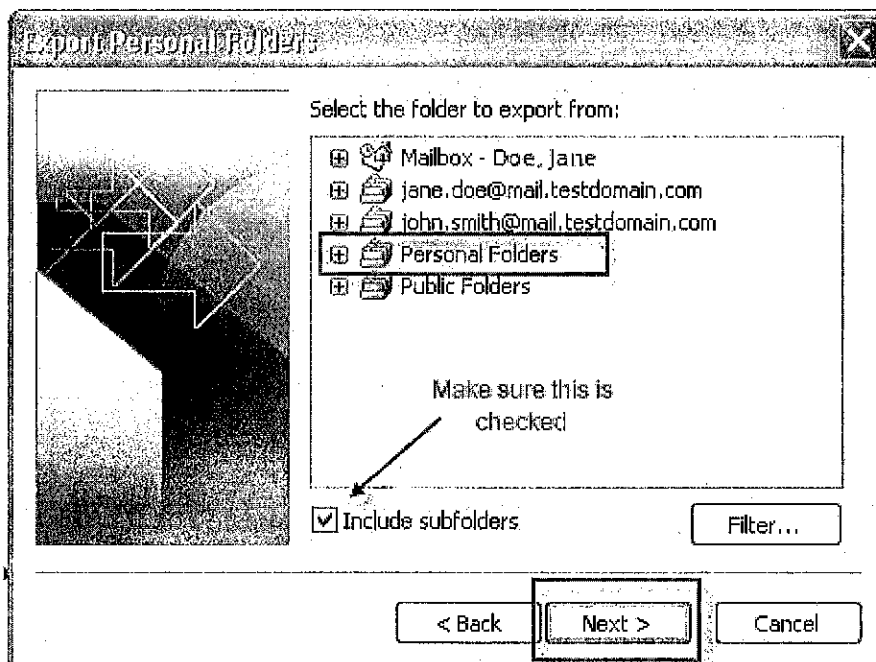 Export Personal Folders
Select the folder to export from:
Mailbox - Doe, Jane
jane.doe@mail.testdomain.com
john.smith@mail.testdomain.com
Personal Folders
Public Folders
Make sure this is
checked
Include subfolders
Filter...
< Back
Next >
Cancel